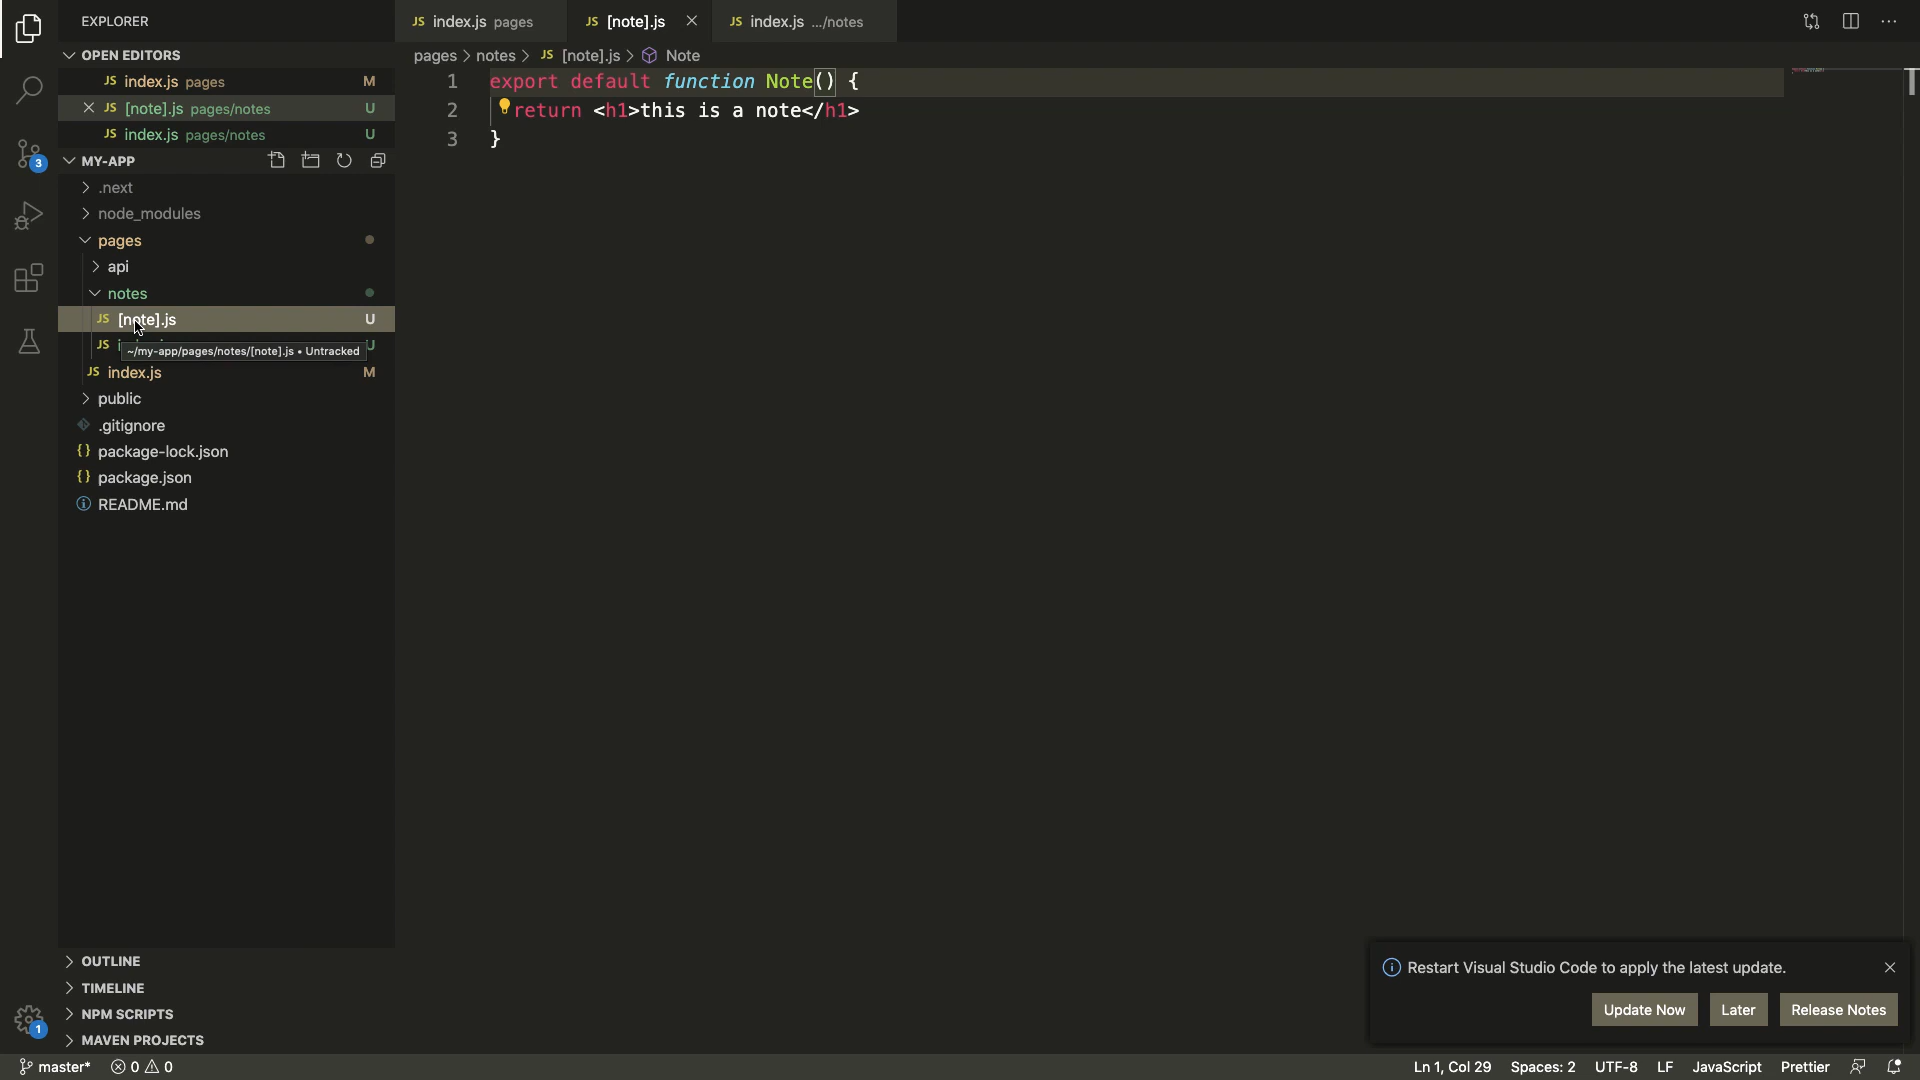 EXPLORER
OPEN EDITORS
JS index.js pages M
JS [note].js pages/notes U
JS index.js pages/notes U
MY-APP
.next
node_modules
pages
api
notes
JS [note].js U
JS U
~/my-app/pages/notes/[note].js • Untracked
JS index.js M
public
.gitignore
{} package-lock.json
{} package.json
README.md
OUTLINE
TIMELINE
NPM SCRIPTS
MAVEN PROJECTS
3
1
JS index.js pages
JS [note].js
JS index.js .../notes
pages > notes > JS [note].js > Note
1 export default function Note() {
2 return <h1>this is a note</h1>
3 }
Restart Visual Studio Code to apply the latest update.
Update Now Later Release Notes
master* 0 0 Ln 1, Col 29 Spaces: 2 UTF-8 LF JavaScript Prettier